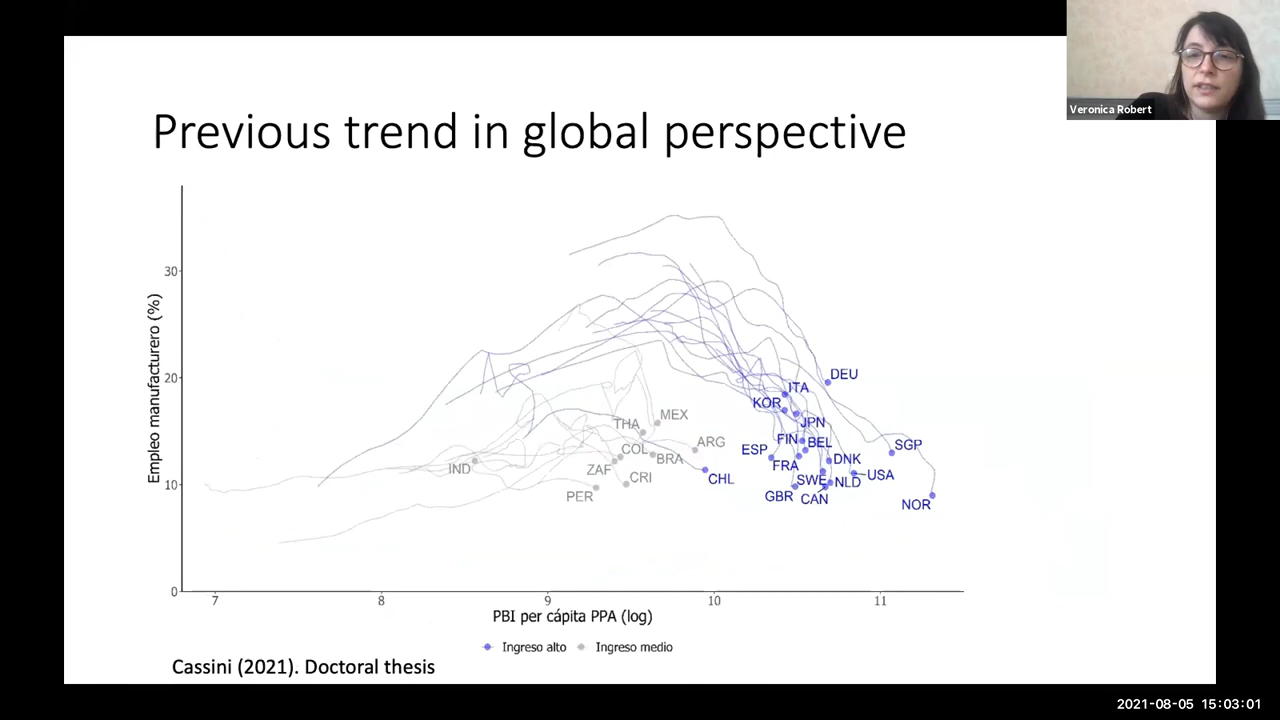 Veronica Robert
Previous trend in global perspective
Empleo manufacturero (%)
30
20
10
0
7
8
9
10
11
DEU
ITA
KOR
JPN
MEX
THA
FIN
BEL
SGP
ARG
ESP
COL
BRA
FRA
DNK
IND
ZAF
CRI
CHL
SWE
NLD
USA
PER
GBR
CAN
NOR
PBI per cápita PPA (log)
Ingreso alto
Ingreso medio
Cassini (2021). Doctoral thesis
2021-08-05 15:03:01